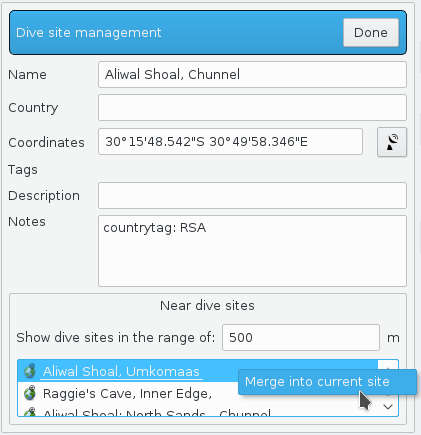 Dive site management Done
Name Aliwal Shoal, Chunnel
Country
Coordinates 30°15'48.542"S 30°49'58.346"E
Tags
Description
Notes countrytag: RSA
Near dive sites
Show dive sites in the range of: 500 m
Aliwal Shoal, Umkomaas
Merge into current site
Raggie's Cave, Inner Edge,
Aliwal Shoal; North Sands - Chunnel